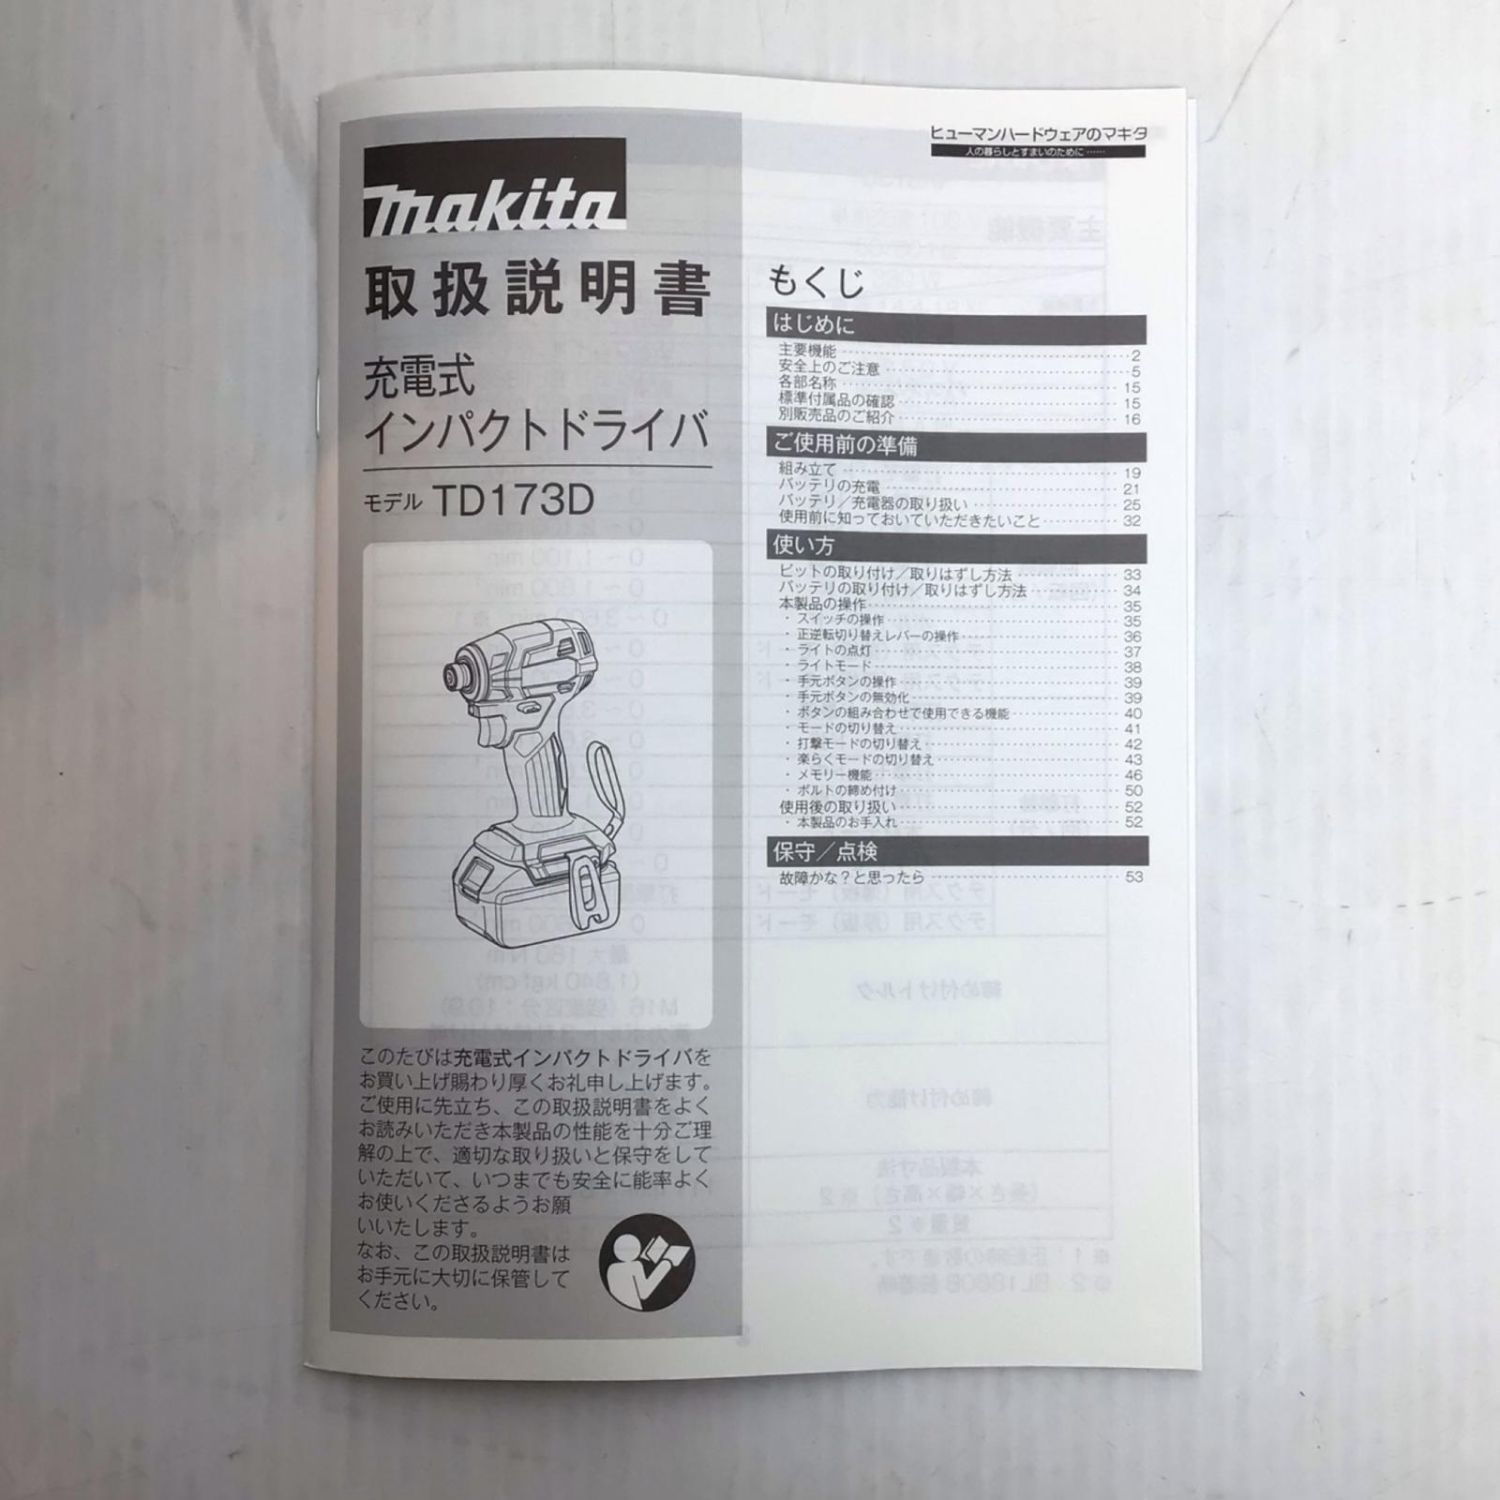 makita
取扱説明書
充電式
インパクトドライバ
モデル TD173D
このたびは充電式インパクトドライバを
お買い上げ賜わり厚くお礼申し上げます。
ご使用に先立ち、この取扱説明書をよく
お読みいただき本製品の性能を十分ご理
解の上で、適切な取り扱いと保守をして
いただいて、いつまでも安全に能率よく
お使いくださるようお願
いいたします。
なお、この取扱説明書は
お手元に大切に保管して
ください。
ヒューマンハードウェアのマキタ
人の暮らしとすまいのために……
もくじ
はじめに
主要機能 2
安全上のご注意 5
各部名称 15
標準付属品の確認 15
別販売品のご紹介 16
ご使用前の準備
組み立て 19
バッテリの充電 21
バッテリ／充電器の取り扱い 25
使用前に知っておいていただきたいこと 32
使い方
ビットの取り付け／取りはずし方法 33
バッテリの取り付け／取りはずし方法 34
本製品の操作 35
・スイッチの操作 35
・正逆転切り替えレバーの操作 36
・ライトの点灯 37
・ライトモード 38
・手元ボタンの操作 39
・手元ボタンの無効化 39
・ボタンの組み合わせで使用できる機能 40
・モードの切り替え 41
・打撃モードの切り替え 42
・楽らくモードの切り替え 43
・メモリー機能 46
・ボルトの締め付け 50
使用後の取り扱い 52
・本製品のお手入れ 52
保守／点検
故障かな？と思ったら 53